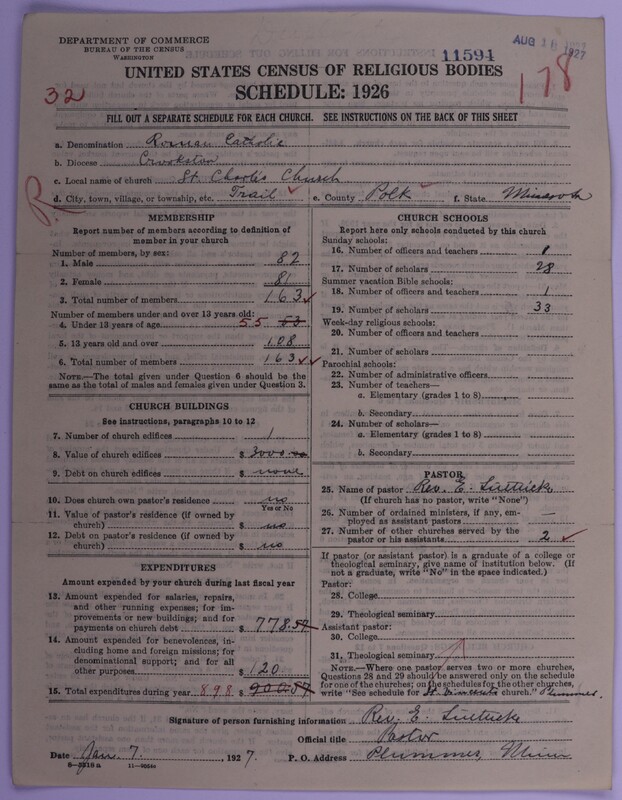 DEPARTMENT OF COMMERCE
BUREAU OF THE CENSUS
WASHINGTON
11594
AUG 1927
UNITED STATES CENSUS OF RELIGIOUS BODIES
SCHEDULE: 1926
32
178
FILL OUT A SEPARATE SCHEDULE FOR EACH CHURCH. SEE INSTRUCTIONS ON THE BACK OF THIS SHEET
a. Denomination Roman Catholic
b. Diocese Crookston
c. Local name of church St Charles Church
d. City, town, village, or township, etc. Trail e. County Polk f. State Minnesota
R
MEMBERSHIP
Report number of members according to definition of
member in your church
Number of members, by sex:
1. Male 82
2. Female 81
3. Total number of members 163
Number of members under and over 13 years old:
4. Under 13 years of age 55 53
5. 13 years old and over 108
6. Total number of members 163
NOTE.—The total given under Question 6 should be
same as the total of males and females given under Question 3.
CHURCH BUILDINGS
See instructions, paragraphs 10 to 12
7. Number of church edifices 1
8. Value of church edifices $ 3000.00
9. Debt on church edifices $ none
10. Does church own pastor's residence no
Yes or No
11. Value of pastor's residence (if owned by
church) $ no
12. Debt on pastor's residence (if owned by
church) $ no
EXPENDITURES
Amount expended by your church during last fiscal year
13. Amount expended for salaries, repairs,
and other running expenses; for im-
provements or new buildings; and for
payments on church debt $ 778.57
14. Amount expended for benevolences, in-
cluding home and foreign missions; for
denominational support; and for all
other purposes $ 120
15. Total expenditures during year 898 $
CHURCH SCHOOLS
Report here only schools conducted by this church
Sunday schools:
16. Number of officers and teachers 1
17. Number of scholars 28
Summer vacation Bible schools:
18. Number of officers and teachers 1
19. Number of scholars 33
Week-day religious schools:
20. Number of officers and teachers
21. Number of scholars
Parochial schools:
22. Number of administrative officers
23. Number of teachers—
a. Elementary (grades 1 to 8)
b. Secondary
24. Number of scholars—
a. Elementary (grades 1 to 8)
b. Secondary
PASTOR
25. Name of pastor Rev. E.
(If church has no pastor, write "None")
26. Number of ordained ministers, if any, em-
ployed as assistant pastors —
27. Number of other churches served by the
pastor or his assistants 2
If pastor (or assistant pastor) is a graduate of a college or
theological seminary, give name of institution below. (If
not a graduate, write "No" in the space indicated.)
Pastor:
28. College
29. Theological seminary
Assistant pastor:
30. College
31. Theological seminary
NOTE.—Where one pastor serves two or more churches,
Questions 28 and 29 should be answered only on the schedule
for one of the churches; on the schedules for the other churches,
write "See schedule for St Vincents church." Plummer.
Signature of person furnishing information Rev. E.
Official title Pastor
Date Jan. 7, 1927. P. O. Address Plummer, Minn